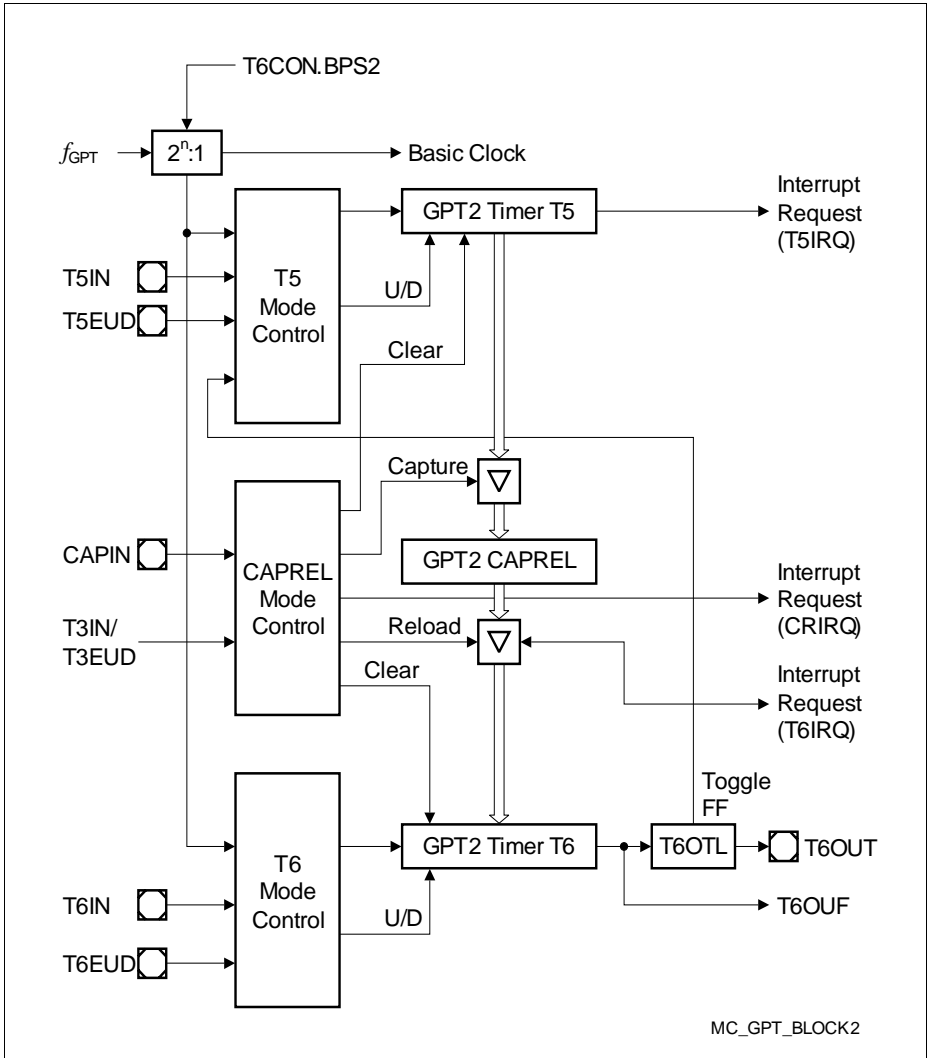 T6CON.BPS2
fGPT
2n:1
Basic Clock
GPT2 Timer T5
Interrupt
Request
(T5IRQ)
T5IN
T5EUD
T5
Mode
Control
U/D
Clear
Capture
CAPIN
T3IN/
T3EUD
CAPREL
Mode
Control
GPT2 CAPREL
Interrupt
Request
(CRIRQ)
Reload
Clear
Interrupt
Request
(T6IRQ)
Toggle
FF
T6IN
T6EUD
T6
Mode
Control
U/D
GPT2 Timer T6
T6OTL
T6OUT
T6OUF
MC_GPT_BLOCK2